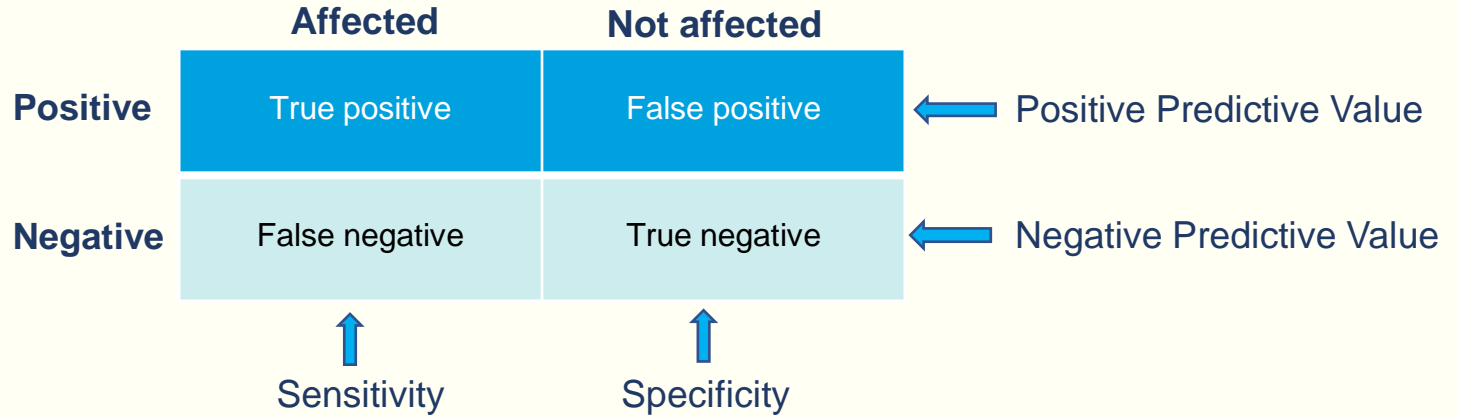 Affected
Not affected
Positive
True positive
False positive
Positive Predictive Value
Negative
False negative
True negative
Negative Predictive Value
Sensitivity
Specificity